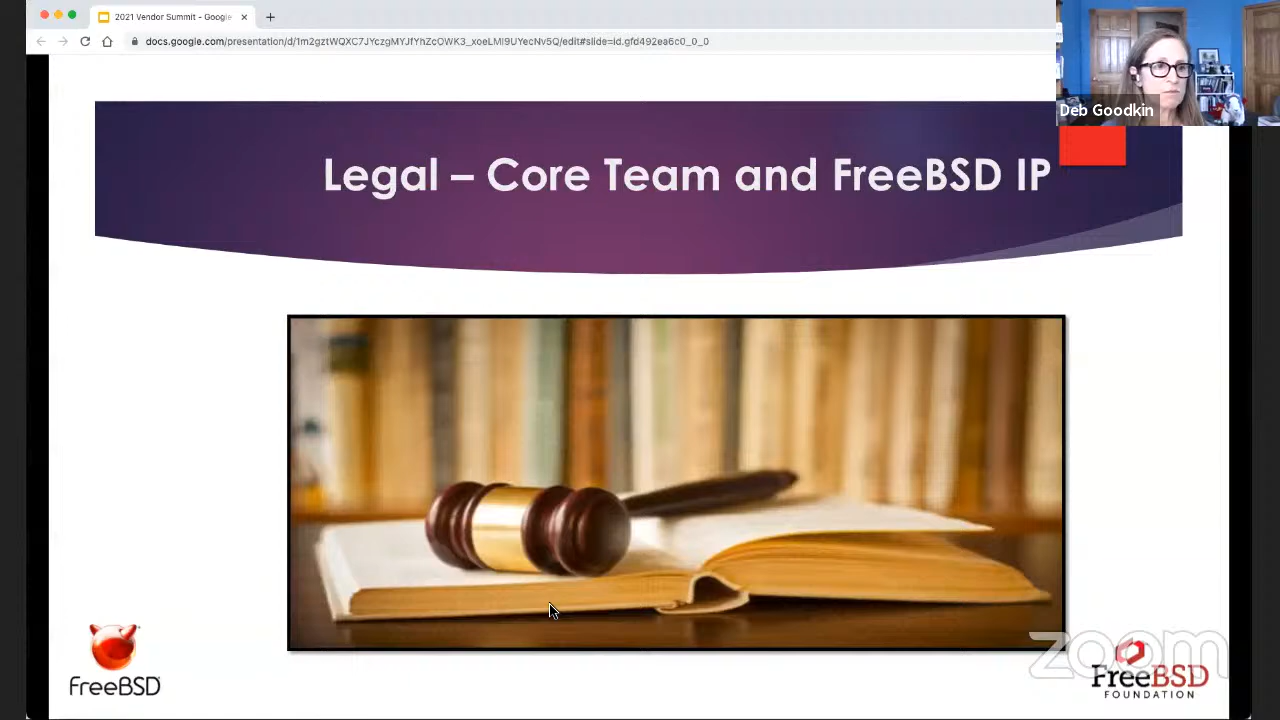 2021 Vendor Summit - Google
docs.google.com/presentation/d/1m2gztWQXC7JYczgMYJfYhZcOWK3_xoeLMI9UYecNv5Q/edit#slide=id.gfd492ea6c0_0_0
Deb Goodkin
Legal – Core Team and FreeBSD IP
FreeBSD
zoom
FreeBSD
FOUNDATION